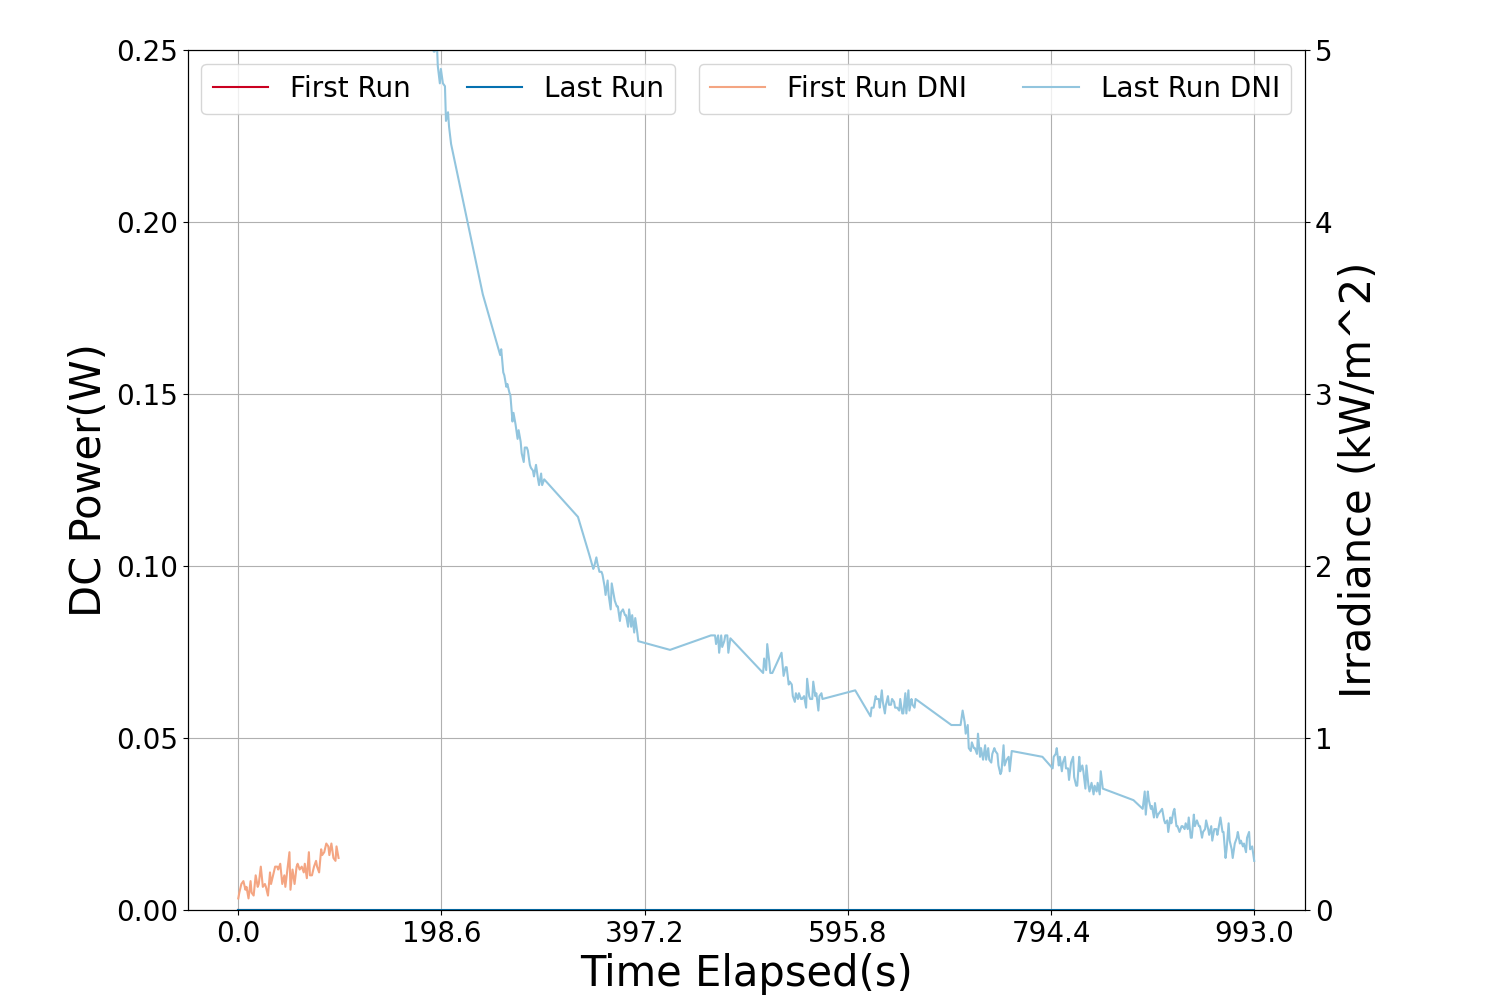 First Run
Last Run
First Run DNI
Last Run DNI
0.25
0.20
0.15
0.10
0.05
0.00
DC Power(W)
5
4
3
2
1
0
Irradiance (kW/m^2)
0.0 198.6 397.2 595.8 794.4 993.0
Time Elapsed(s)